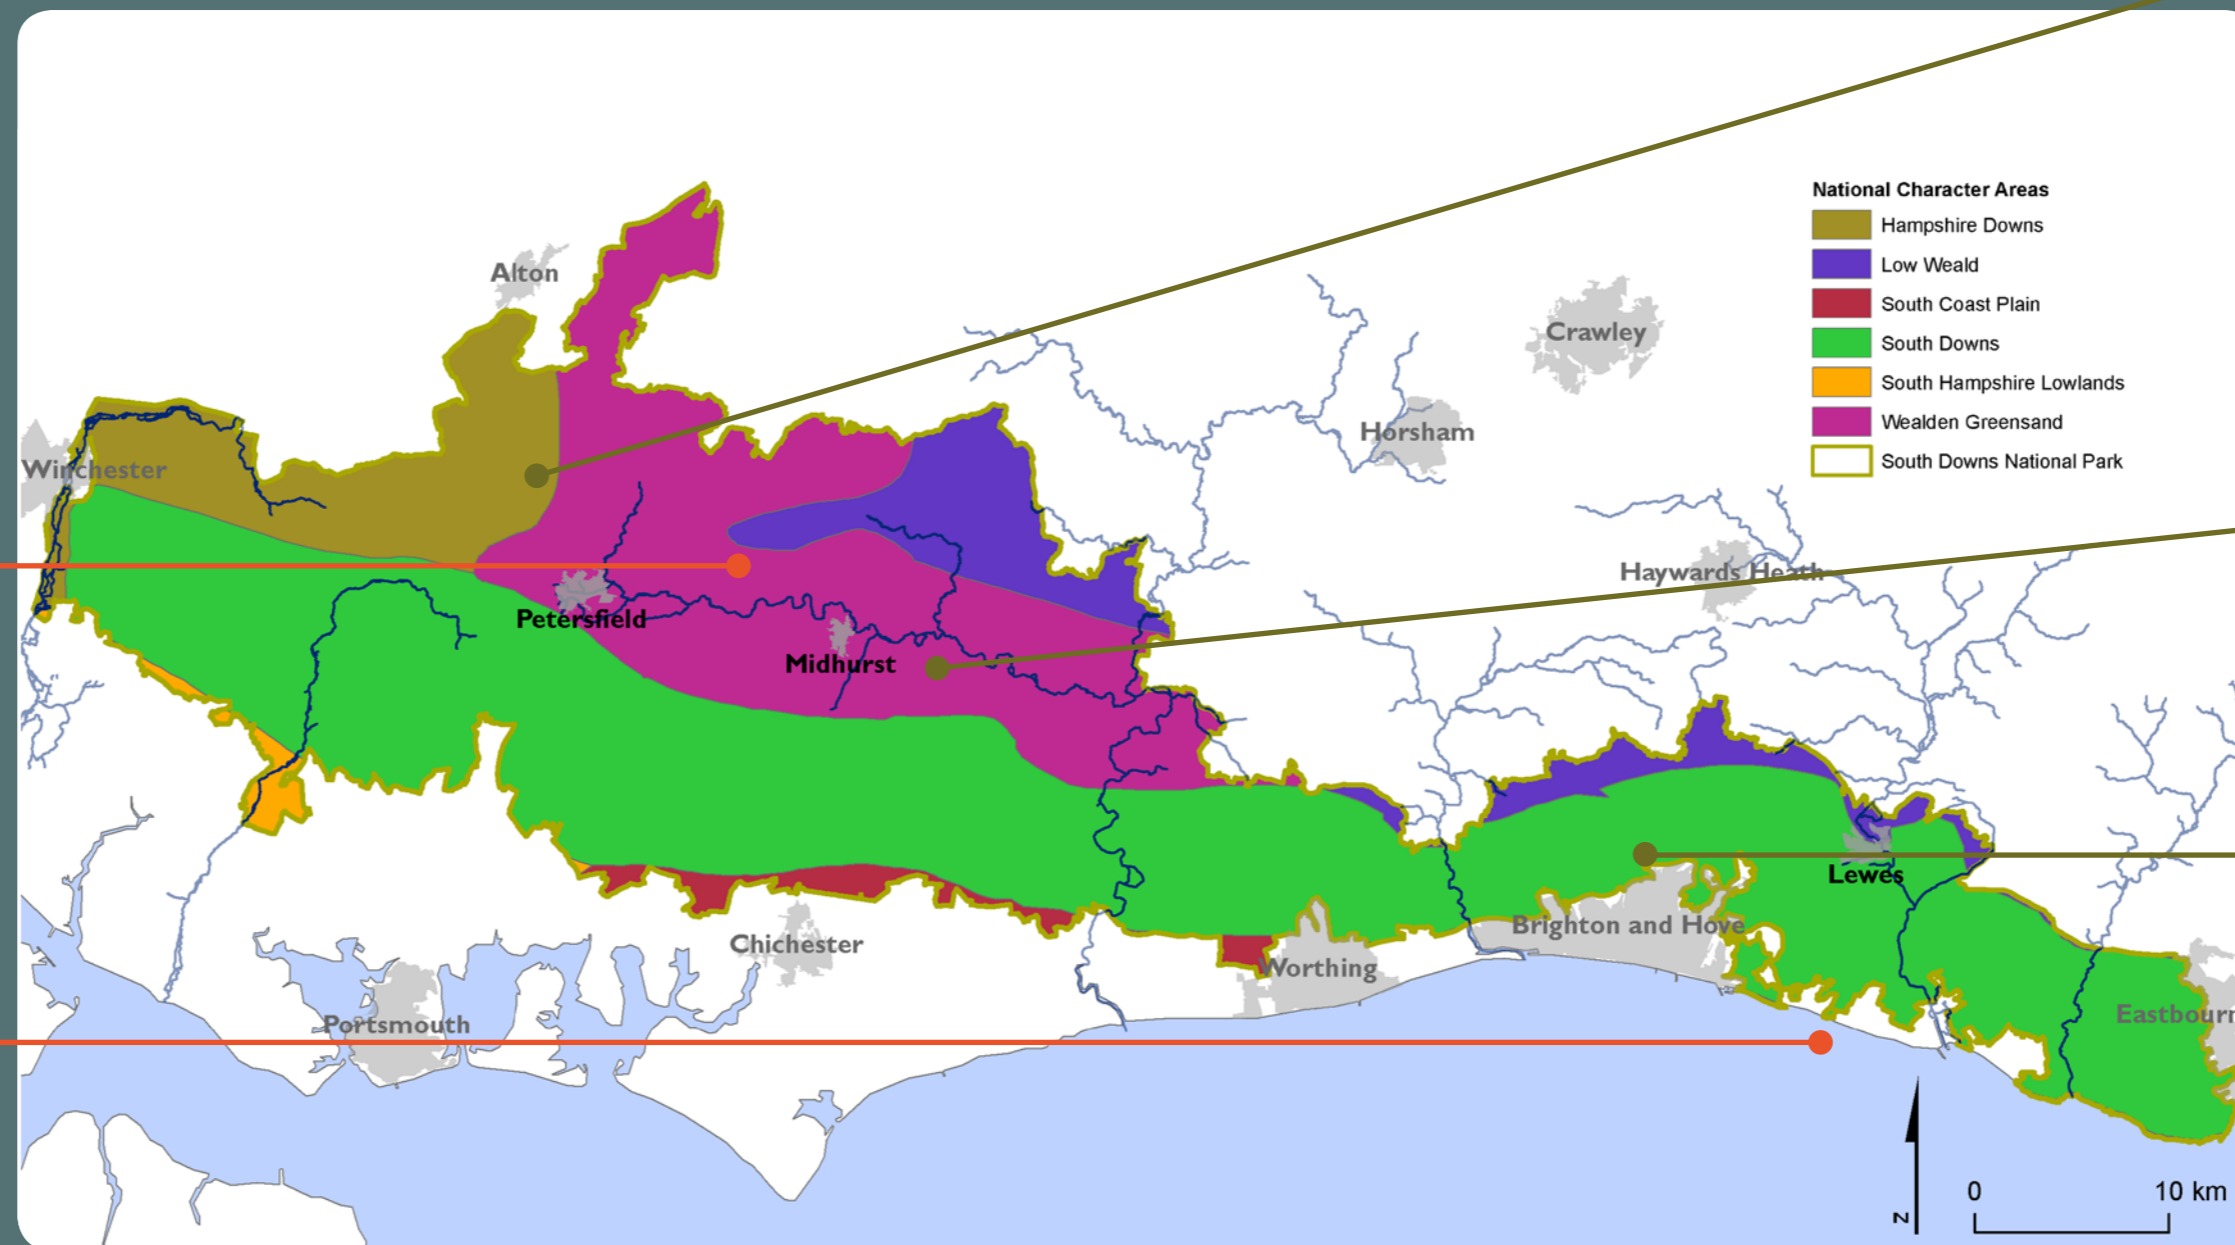 National Character Areas
Hampshire Downs
Low Weald
South Coast Plain
South Downs
South Hampshire Lowlands
Wealden Greensand
South Downs National Park
Alton
Crawley
Horsham
Winchester
Haywards Heath
Petersfield
Midhurst
Lewes
Brighton and Hove
Chichester
Worthing
Portsmouth
Eastbourn
0 10 km
N